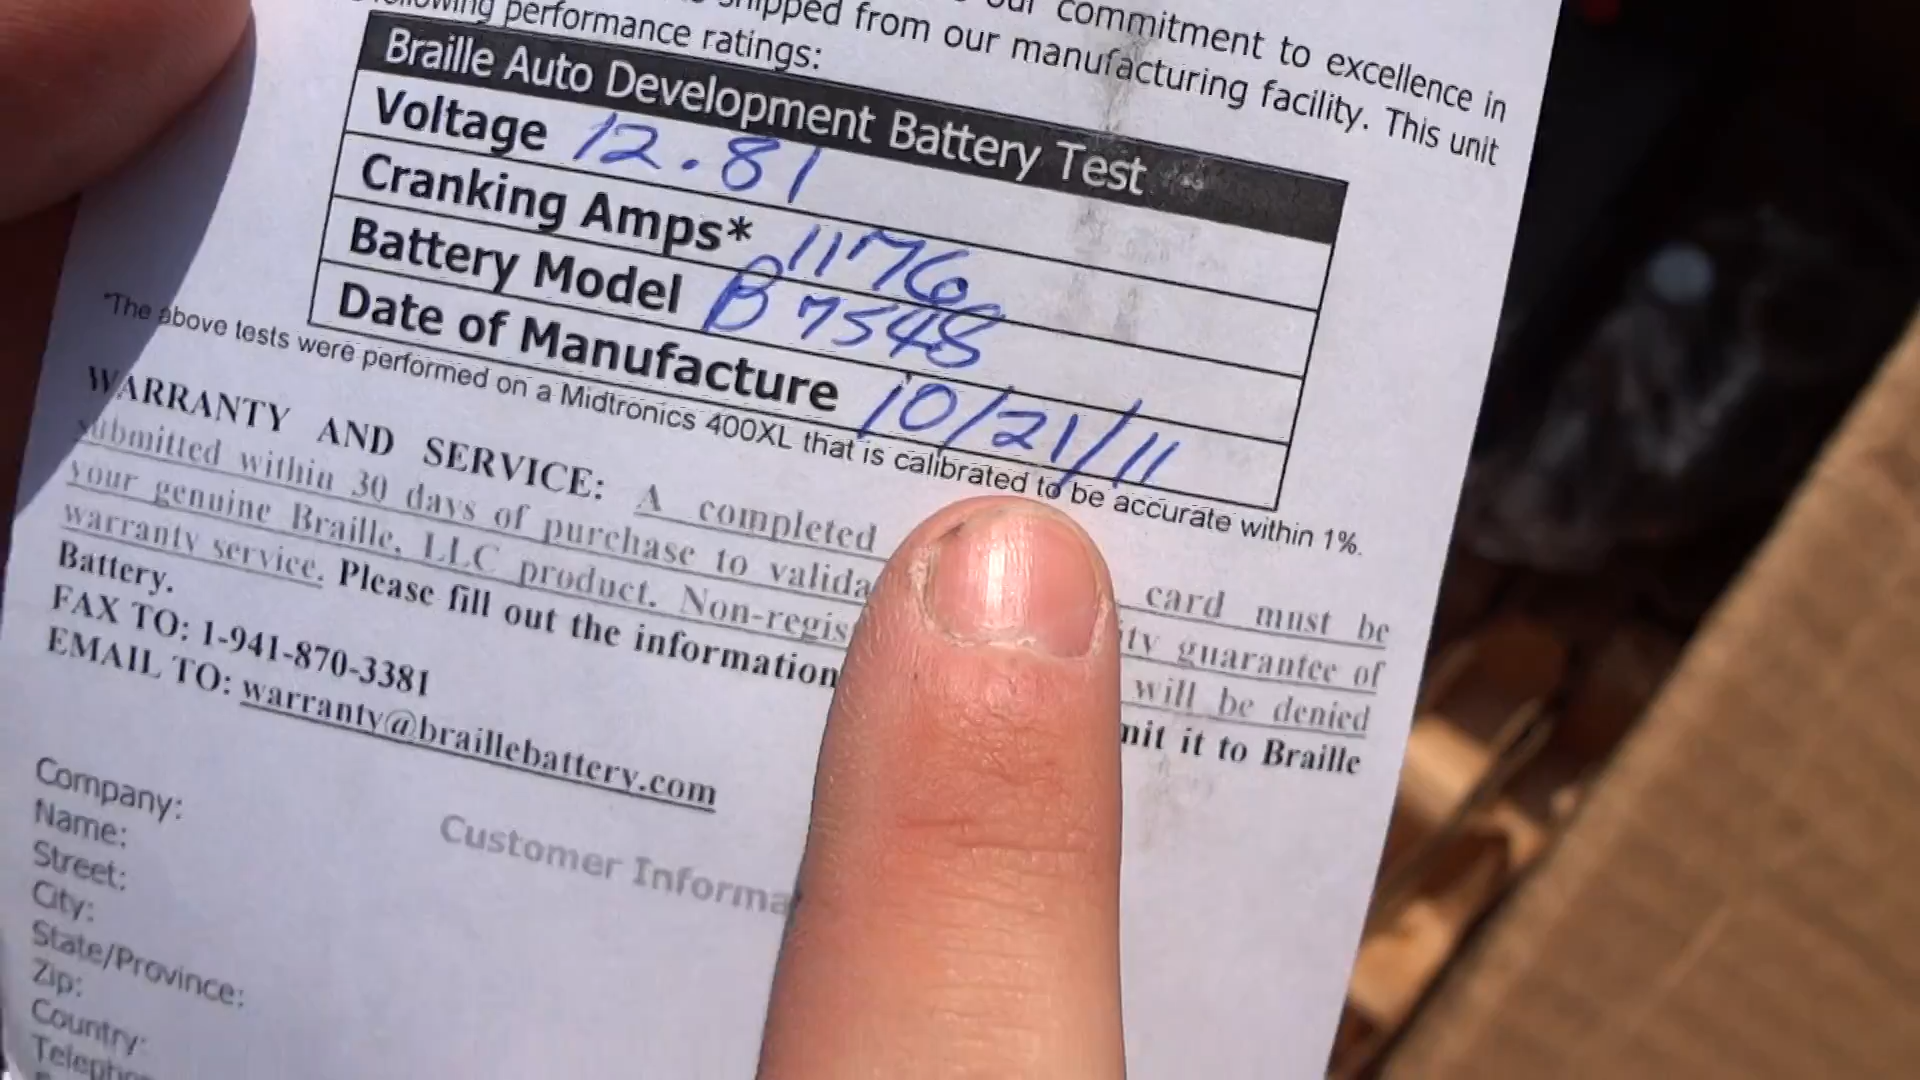 our commitment to excellence in
shipped from our manufacturing facility. This unit
performance ratings:
Braille Auto Development Battery Test
Voltage 12.81
Cranking Amps* 1176
Battery Model B7548
Date of Manufacture 10/21/11
*The above tests were performed on a Midtronics 400XL that is calibrated to be accurate within 1%.
WARRANTY AND SERVICE: A completed card must be
submitted within 30 days of purchase to valida ity guarantee of
your genuine Braille, LLC product. Non-regis will be denied
warranty service. Please fill out the information mit it to Braille
Battery.
FAX TO: 1-941-870-3381
EMAIL TO: warranty@braillebattery.com
Customer Informa
Company:
Name:
Street:
City:
State/Province:
Zip:
Country:
Teleph